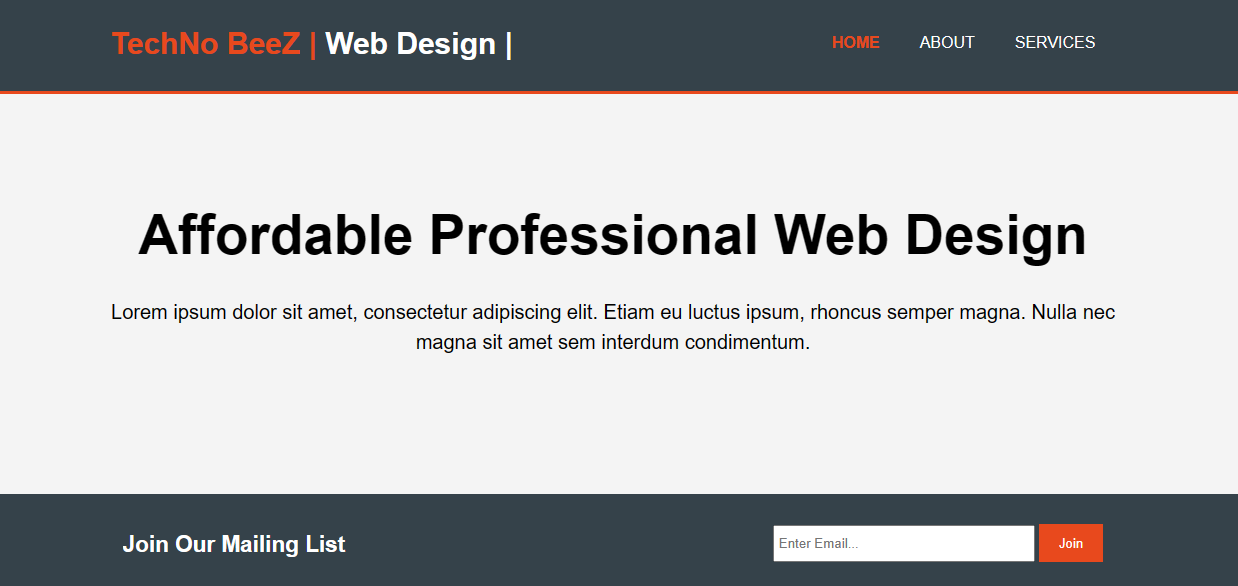 TechNo BeeZ | Web Design |
HOME ABOUT SERVICES
Affordable Professional Web Design
Lorem ipsum dolor sit amet, consectetur adipiscing elit. Etiam eu luctus ipsum, rhoncus semper magna. Nulla nec
magna sit amet sem interdum condimentum.
Join Our Mailing List
Enter Email...
Join